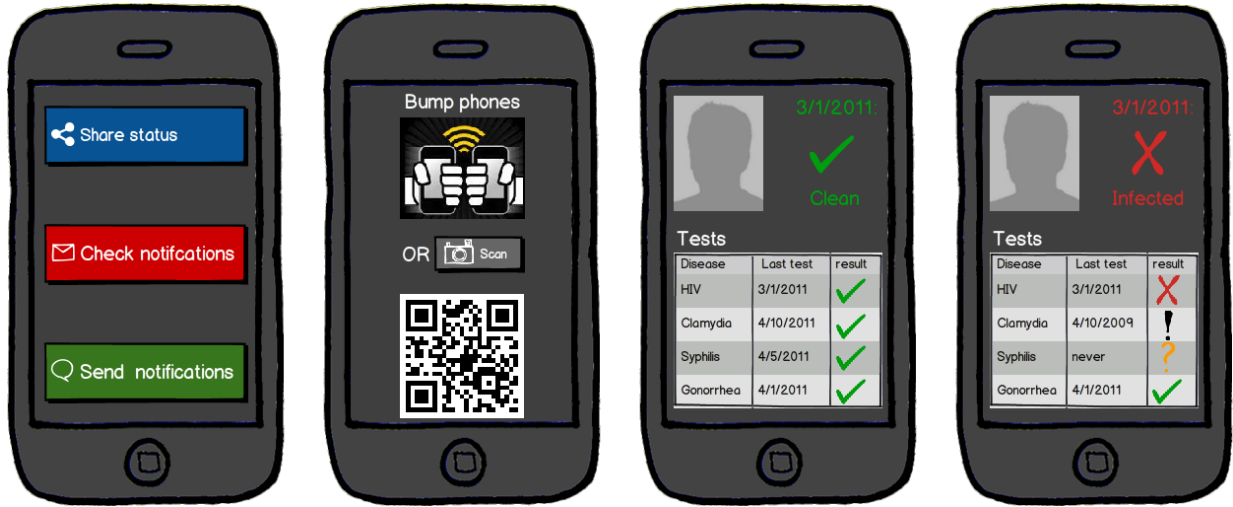 Share status
Check notifcations
Send notifications
Bump phones
OR Scan
3/1/2011:
Clean
Tests
Disease Last test result
HIV 3/1/2011
Clamydia 4/10/2011
Syphilis 4/5/2011
Gonorrhea 4/1/2011
3/1/2011:
Infected
Tests
Disease Last test result
HIV 3/1/2011
Clamydia 4/10/2009 !
Syphilis never ?
Gonorrhea 4/1/2011